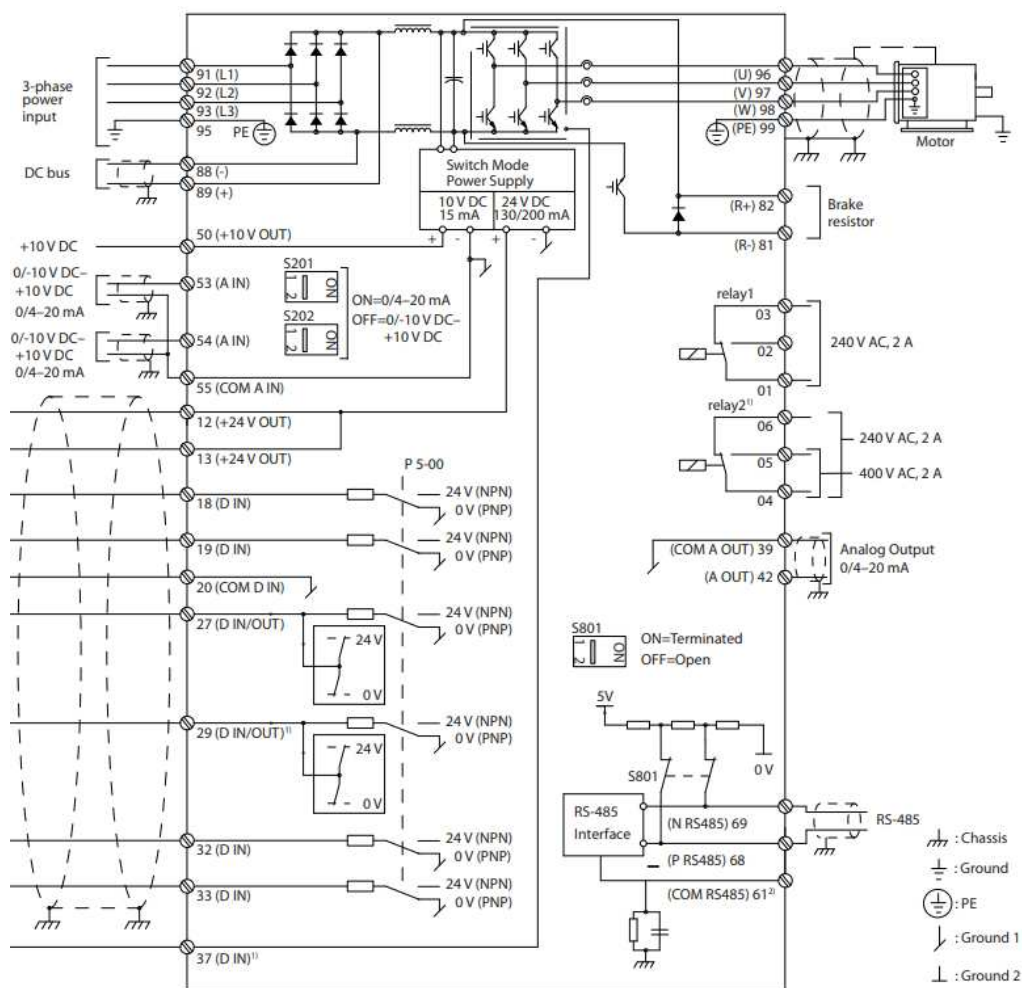 3-phase
power
input
91 (L1)
92 (L2)
93 (L3)
95
PE
DC bus
88 (-)
89 (+)
+10 V DC
50 (+10 V OUT)
0/-10 V DC–
+10 V DC
0/4–20 mA
53 (A IN)
0/-10 V DC–
+10 V DC
0/4–20 mA
54 (A IN)
55 (COM A IN)
12 (+24 V OUT)
13 (+24 V OUT)
18 (D IN)
19 (D IN)
20 (COM D IN)
27 (D IN/OUT)
29 (D IN/OUT)¹⁾
32 (D IN)
33 (D IN)
37 (D IN)¹⁾
Switch Mode
Power Supply
10 V DC
15 mA
24 V DC
130/200 mA
+ - + -
S201
1 2 ON
S202
1 2 ON
ON=0/4–20 mA
OFF=0/-10 V DC–
+10 V DC
P 5-00
24 V (NPN)
0 V (PNP)
24 V (NPN)
0 V (PNP)
24 V (NPN)
0 V (PNP)
24 V
0 V
24 V (NPN)
0 V (PNP)
24 V
0 V
24 V (NPN)
0 V (PNP)
24 V (NPN)
0 V (PNP)
(U) 96
(V) 97
(W) 98
(PE) 99
Motor
(R+) 82
(R-) 81
Brake
resistor
relay1
03
02
01
240 V AC, 2 A
relay2¹⁾
06
05
04
240 V AC, 2 A
400 V AC, 2 A
(COM A OUT) 39
(A OUT) 42
Analog Output
0/4–20 mA
S801
1 2 ON
ON=Terminated
OFF=Open
5V
0 V
S801
RS-485
Interface
(N RS485) 69
(P RS485) 68
(COM RS485) 61²⁾
RS-485
: Chassis
: Ground
: PE
: Ground 1
: Ground 2